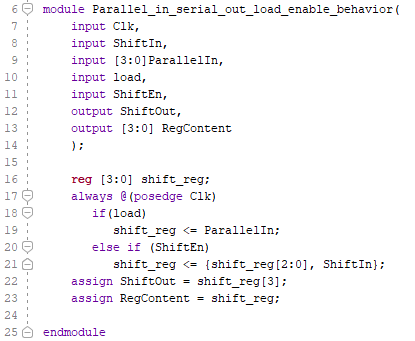 6 module Parallel_in_serial_out_load_enable_behavior(
7 input Clk,
8 input ShiftIn,
9 input [3:0]ParallelIn,
10 input load,
11 input ShiftEn,
12 output ShiftOut,
13 output [3:0] RegContent
14 );
15
16 reg [3:0] shift_reg;
17 always @(posedge Clk)
18 if(load)
19 shift_reg <= ParallelIn;
20 else if (ShiftEn)
21 shift_reg <= {shift_reg[2:0], ShiftIn};
22 assign ShiftOut = shift_reg[3];
23 assign RegContent = shift_reg;
24
25 endmodule